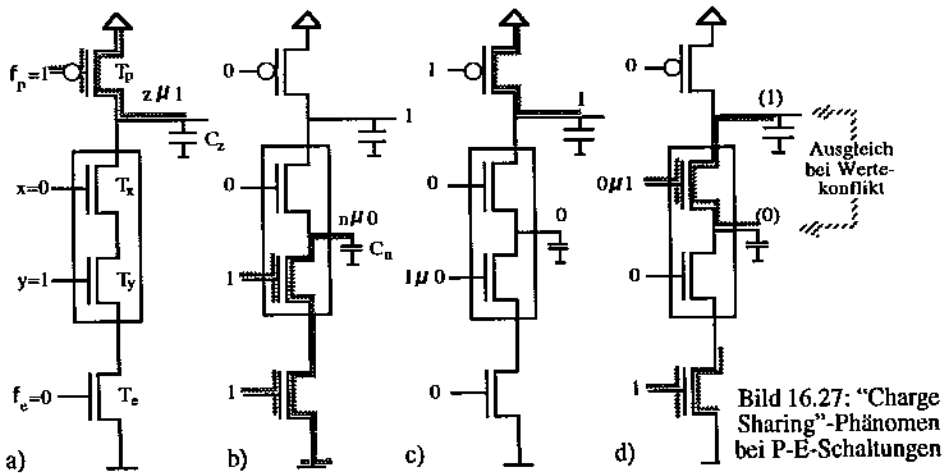 f_p=1
T_p
z µ 1
C_z
x=0
T_x
y=1
T_y
f_e=0
T_e
a)
0
1
0
n µ 0
C_n
1
1
b)
1
1
0
0
1 µ 0
0
c)
0
(1)
0 µ 1
(0)
0
1
d)
Ausgleich
bei Werte-
konflikt
Bild 16.27: “Charge
Sharing”-Phänomen
bei P-E-Schaltungen